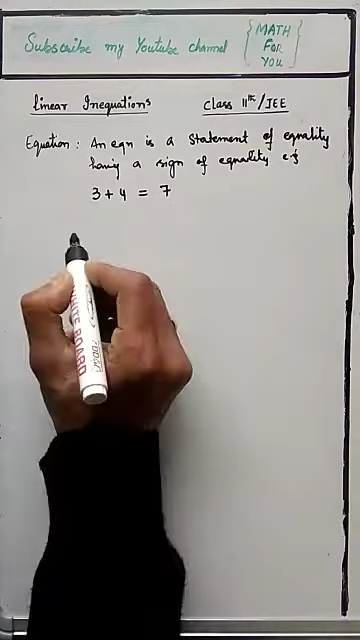 Subscribe my Youtube channel { MATH FOR YOU }
linear Inequations Class 11th/JEE
Equation : An eqn is a statement of equality
having a sign of equality eg
3 + 4 = 7
WHITE BOARD